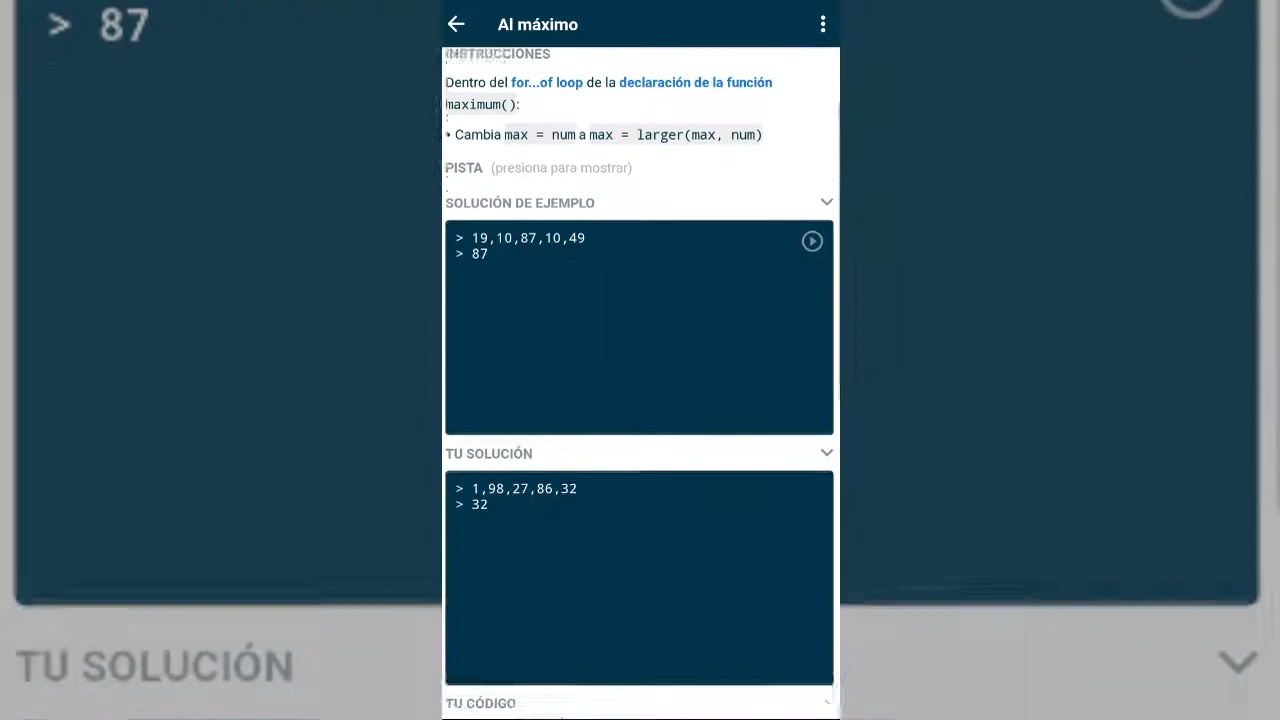 > 87
Al máximo
INSTRUCCIONES
Dentro del for...of loop de la declaración de la función
maximum():
• Cambia max = num a max = larger(max, num)
PISTA (presiona para mostrar)
SOLUCIÓN DE EJEMPLO
> 19,10,87,10,49
> 87
TU SOLUCIÓN
> 1,98,27,86,32
> 32
TU SOLUCIÓN
TU CÓDIGO